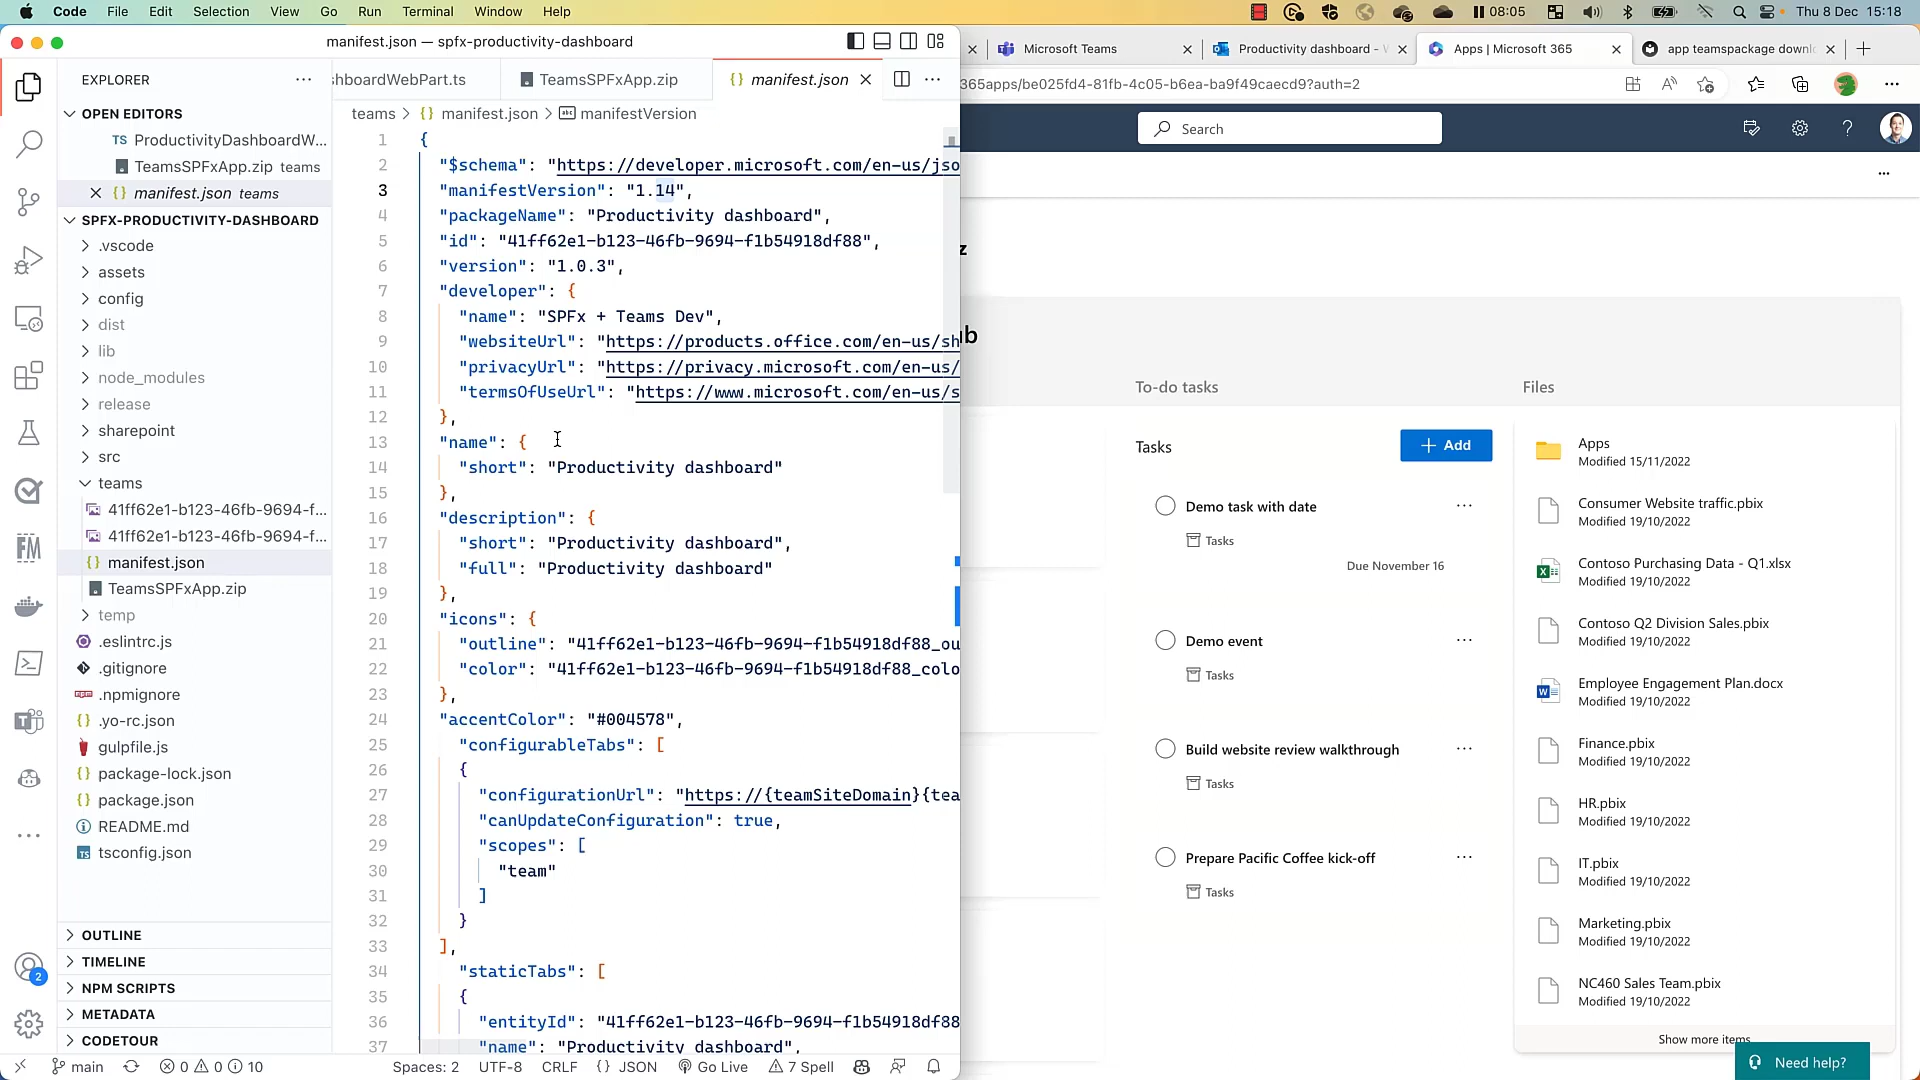 Code File Edit Selection View Go Run Terminal Window Help
08:05 Thu 8 Dec 15:18
manifest.json — spfx-productivity-dashboard
EXPLORER
OPEN EDITORS
TS ProductivityDashboardW...
TeamsSPFxApp.zip teams
{} manifest.json teams
SPFX-PRODUCTIVITY-DASHBOARD
.vscode
assets
config
dist
lib
node_modules
release
sharepoint
src
teams
41ff62e1-b123-46fb-9694-f...
41ff62e1-b123-46fb-9694-f...
{} manifest.json
TeamsSPFxApp.zip
temp
.eslintrc.js
.gitignore
.npmignore
{} .yo-rc.json
gulpfile.js
{} package-lock.json
{} package.json
README.md
TS tsconfig.json
OUTLINE
TIMELINE
NPM SCRIPTS
METADATA
CODETOUR
2
shboardWebPart.ts TeamsSPFxApp.zip {} manifest.json
teams > {} manifest.json > abc manifestVersion
1 {
2 "$schema": "https://developer.microsoft.com/en-us/jso
3 "manifestVersion": "1.14",
4 "packageName": "Productivity dashboard",
5 "id": "41ff62e1-b123-46fb-9694-f1b54918df88",
6 "version": "1.0.3",
7 "developer": {
8 "name": "SPFx + Teams Dev",
9 "websiteUrl": "https://products.office.com/en-us/sh
10 "privacyUrl": "https://privacy.microsoft.com/en-us/
11 "termsOfUseUrl": "https://www.microsoft.com/en-us/s
12 },
13 "name": {
14 "short": "Productivity dashboard"
15 },
16 "description": {
17 "short": "Productivity dashboard",
18 "full": "Productivity dashboard"
19 },
20 "icons": {
21 "outline": "41ff62e1-b123-46fb-9694-f1b54918df88_ou
22 "color": "41ff62e1-b123-46fb-9694-f1b54918df88_colo
23 },
24 "accentColor": "#004578",
25 "configurableTabs": [
26 {
27 "configurationUrl": "https://{teamSiteDomain}{tea
28 "canUpdateConfiguration": true,
29 "scopes": [
30 "team"
31 ]
32 }
33 ],
34 "staticTabs": [
35 {
36 "entityId": "41ff62e1-b123-46fb-9694-f1b54918df88
37 "name": "Productivity dashboard",
main 0 0 10 Spaces: 2 UTF-8 CRLF {} JSON Go Live 7 Spell
Microsoft Teams Productivity dashboard - Apps | Microsoft 365 app teamspackage downl
365apps/be025fd4-81fb-4c05-b6ea-ba9f49caecd9?auth=2
Search
z
ub
To-do tasks
Tasks
+ Add
Demo task with date
Tasks
Due November 16
Demo event
Tasks
Build website review walkthrough
Tasks
Prepare Pacific Coffee kick-off
Tasks
Files
Apps
Modified 15/11/2022
Consumer Website traffic.pbix
Modified 19/10/2022
Contoso Purchasing Data - Q1.xlsx
Modified 19/10/2022
Contoso Q2 Division Sales.pbix
Modified 19/10/2022
Employee Engagement Plan.docx
Modified 19/10/2022
Finance.pbix
Modified 19/10/2022
HR.pbix
Modified 19/10/2022
IT.pbix
Modified 19/10/2022
Marketing.pbix
Modified 19/10/2022
NC460 Sales Team.pbix
Modified 19/10/2022
Show more items
Need help?